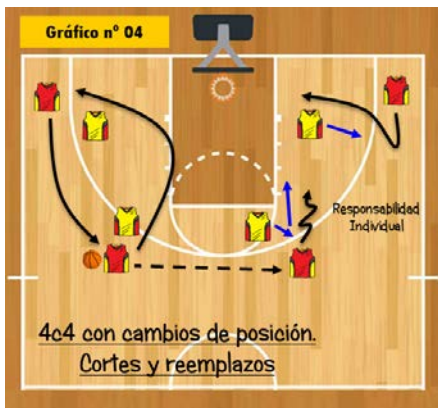 Gráfico nº 04
Responsabilidad
Individual
4c4 con cambios de posición.
Cortes y reemplazos